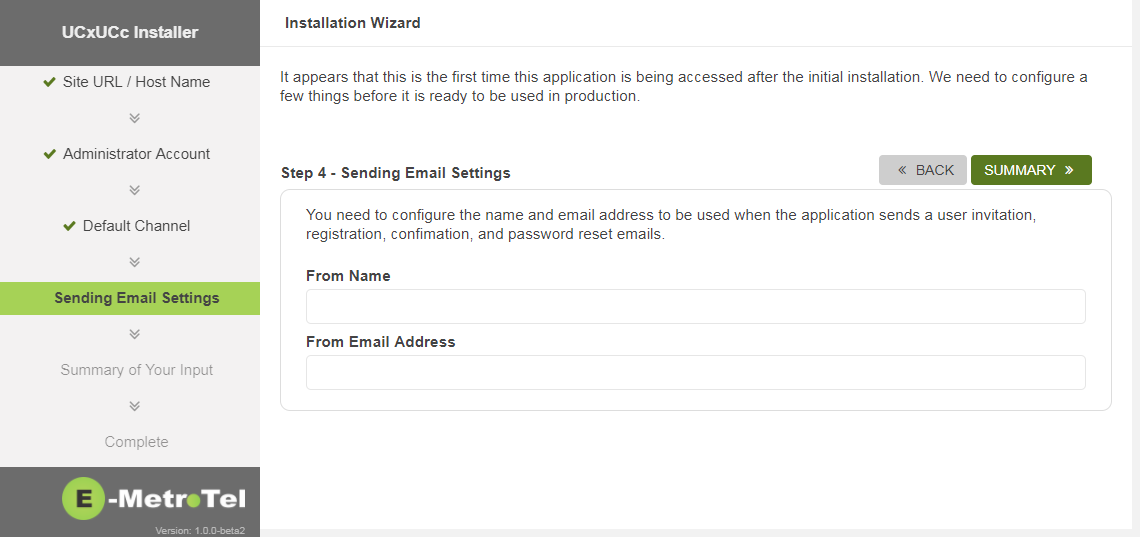 UCxUCc Installer
Site URL / Host Name
Administrator Account
Default Channel
Sending Email Settings
Summary of Your Input
Complete
E-MetroTel
Version: 1.0.0-beta2
Installation Wizard
It appears that this is the first time this application is being accessed after the initial installation. We need to configure a
few things before it is ready to be used in production.
Step 4 - Sending Email Settings
« BACK
SUMMARY »
You need to configure the name and email address to be used when the application sends a user invitation,
registration, confimation, and password reset emails.
From Name
From Email Address